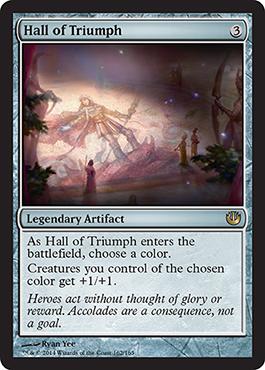 Hall of Triumph 3
Legendary Artifact
As Hall of Triumph enters the
battlefield, choose a color.
Creatures you control of the chosen
color get +1/+1.
Heroes act without thought of glory or
reward. Accolades are a consequence, not
a goal.
Ryan Yee
™ & © 2014 Wizards of the Coast 162/165